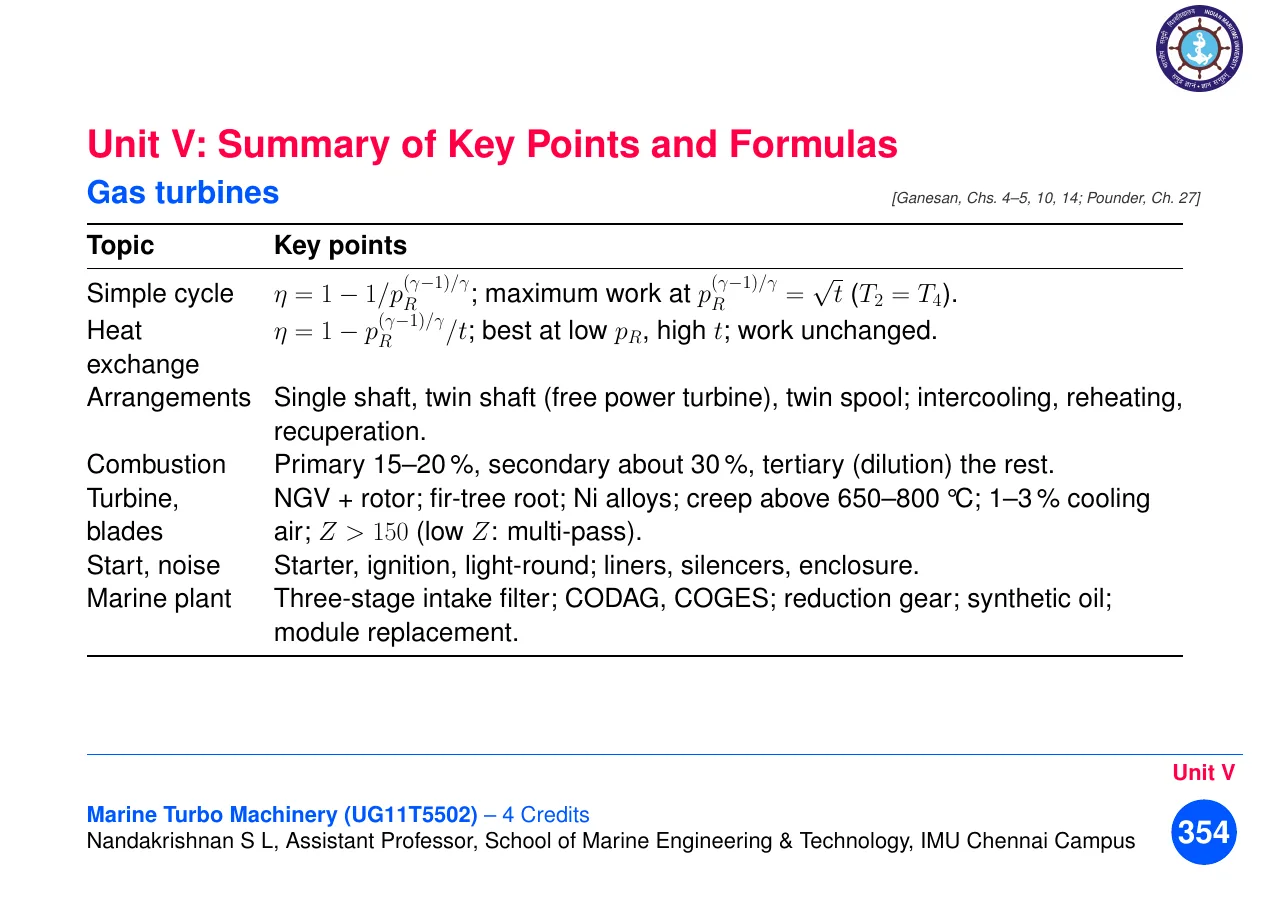 Unit V: Summary of Key Points and Formulas
Gas turbines [Ganesan, Chs. 4–5, 10, 14; Pounder, Ch. 27]
Topic Key points
Simple cycle η = 1 − 1/p_R^{(γ−1)/γ}; maximum work at p_R^{(γ−1)/γ} = √t (T₂ = T₄).
Heat η = 1 − p_R^{(γ−1)/γ}/t; best at low p_R, high t; work unchanged.
exchange
Arrangements Single shaft, twin shaft (free power turbine), twin spool; intercooling, reheating,
recuperation.
Combustion Primary 15–20 %, secondary about 30 %, tertiary (dilution) the rest.
Turbine, NGV + rotor; fir-tree root; Ni alloys; creep above 650–800 °C; 1–3 % cooling
blades air; Z > 150 (low Z: multi-pass).
Start, noise Starter, ignition, light-round; liners, silencers, enclosure.
Marine plant Three-stage intake filter; CODAG, COGES; reduction gear; synthetic oil;
module replacement.
Unit V
Marine Turbo Machinery (UG11T5502) – 4 Credits
Nandakrishnan S L, Assistant Professor, School of Marine Engineering & Technology, IMU Chennai Campus
354
INDIAN MARITIME UNIVERSITY